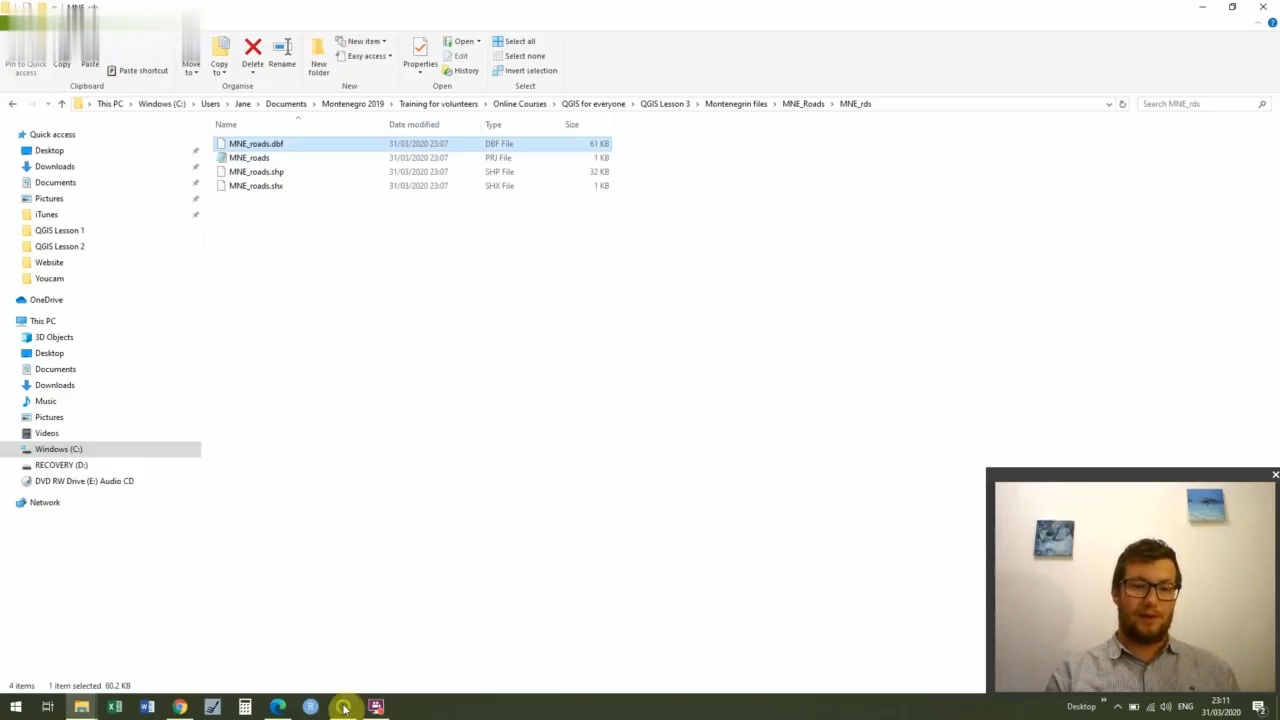 MNE_rds
Pin to Quick access
Copy
Paste
Paste shortcut
Clipboard
Move to
Copy to
Delete
Rename
Organise
New folder
New item
Easy access
New
Properties
Open
Edit
History
Open
Select all
Select none
Invert selection
Select
This PC > Windows (C:) > Users > Jane > Documents > Montenegro 2019 > Training for volunteers > Online Courses > QGIS for everyone > QGIS Lesson 3 > Montenegrin files > MNE_Roads > MNE_rds
Search MNE_rds
Name Date modified Type Size
MNE_roads.dbf 31/03/2020 23:07 DBF File 61 KB
MNE_roads 31/03/2020 23:07 PRJ File 1 KB
MNE_roads.shp 31/03/2020 23:07 SHP File 32 KB
MNE_roads.shx 31/03/2020 23:07 SHX File 1 KB
Quick access
Desktop
Downloads
Documents
Pictures
iTunes
QGIS Lesson 1
QGIS Lesson 2
Website
Youcam
OneDrive
This PC
3D Objects
Desktop
Documents
Downloads
Music
Pictures
Videos
Windows (C:)
RECOVERY (D:)
DVD RW Drive (E:) Audio CD
Network
4 items 1 item selected 60.2 KB
Desktop
ENG
23:11
31/03/2020
2